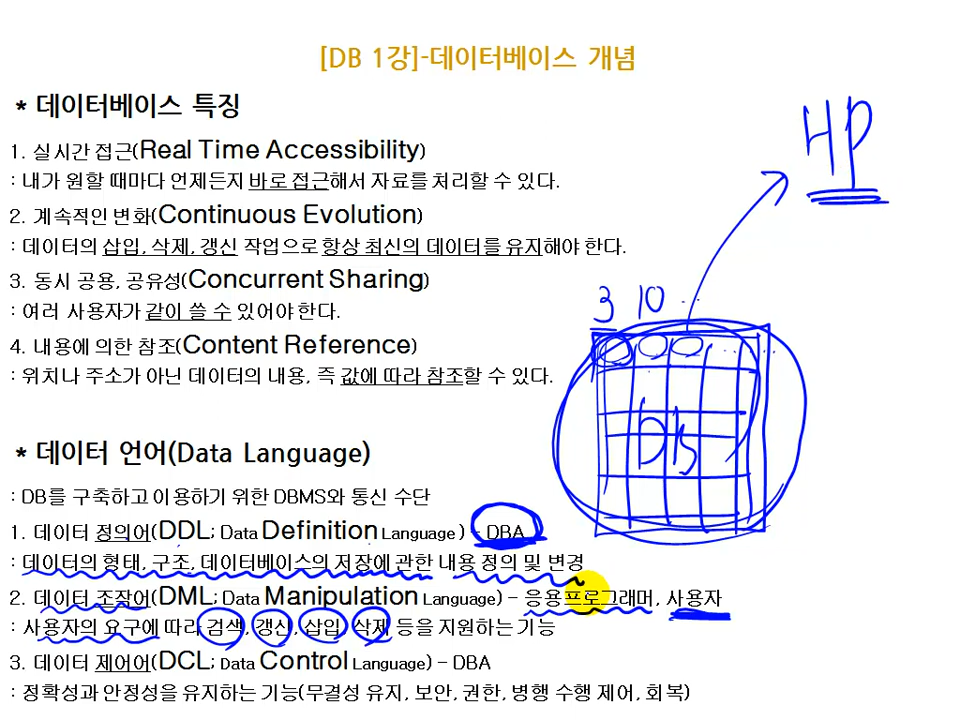 [DB 1강]-데이터베이스 개념
* 데이터베이스 특징
1. 실시간 접근(Real Time Accessibility)
: 내가 원할 때마다 언제든지 바로 접근해서 자료를 처리할 수 있다.
2. 계속적인 변화(Continuous Evolution)
: 데이터의 삽입, 삭제, 갱신 작업으로 항상 최신의 데이터를 유지해야 한다.
3. 동시 공용, 공유성(Concurrent Sharing)
: 여러 사용자가 같이 쓸 수 있어야 한다.
4. 내용에 의한 참조(Content Reference)
: 위치나 주소가 아닌 데이터의 내용, 즉 값에 따라 참조할 수 있다.
HP
3 10 ..
DB
* 데이터 언어(Data Language)
: DB를 구축하고 이용하기 위한 DBMS와 통신 수단
1. 데이터 정의어(DDL; Data Definition Language) - DBA
: 데이터의 형태, 구조, 데이터베이스의 저장에 관한 내용 정의 및 변경
2. 데이터 조작어(DML; Data Manipulation Language) - 응용프로그래머, 사용자
: 사용자의 요구에 따라 검색, 갱신, 삽입, 삭제 등을 지원하는 기능
3. 데이터 제어어(DCL; Data Control Language) - DBA
: 정확성과 안정성을 유지하는 기능(무결성 유지, 보안, 권한, 병행 수행 제어, 회복)